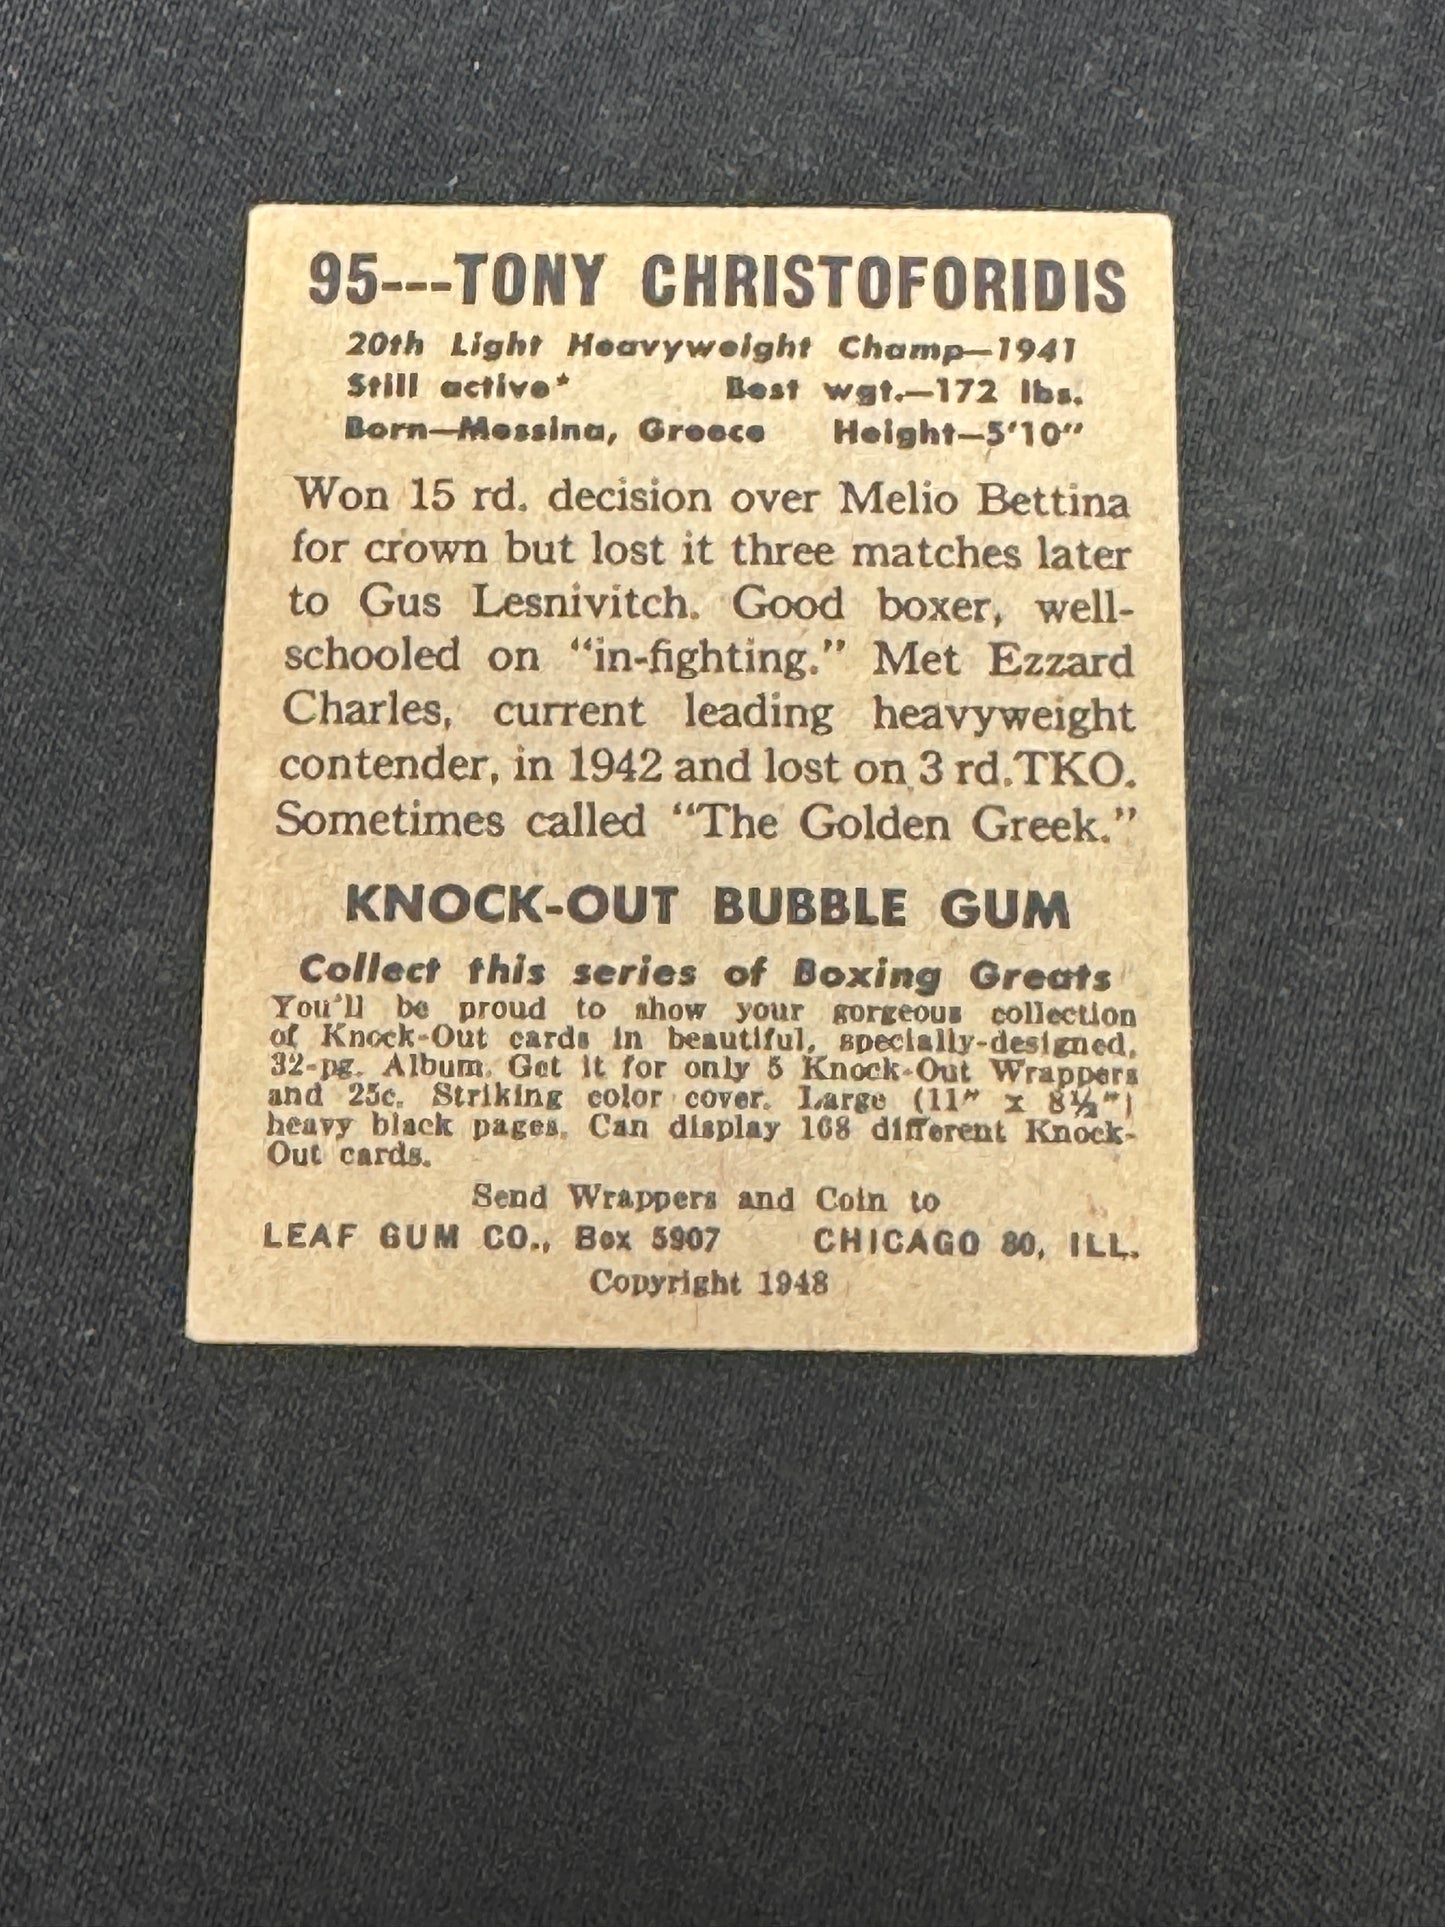 95---TONY CHRISTOFORIDIS
20th Light Heavyweight Champ—1941
Still active* Best wgt.—172 lbs.
Born—Messina, Greece Height—5'10"
Won 15 rd. decision over Melio Bettina
for crown but lost it three matches later
to Gus Lesnivitch. Good boxer, well-
schooled on "in-fighting." Met Ezzard
Charles, current leading heavyweight
contender, in 1942 and lost on 3 rd.TKO.
Sometimes called "The Golden Greek."
KNOCK-OUT BUBBLE GUM
Collect this series of Boxing Greats
You'll be proud to show your gorgeous collection
of Knock-Out cards in beautiful, specially-designed,
32-pg. Album. Get it for only 5 Knock-Out Wrappers
and 25c. Striking color cover. Large (11" x 8½")
heavy black pages. Can display 168 different Knock-
Out cards.
Send Wrappers and Coin to
LEAF GUM CO., Box 5907 CHICAGO 80, ILL.
Copyright 1948